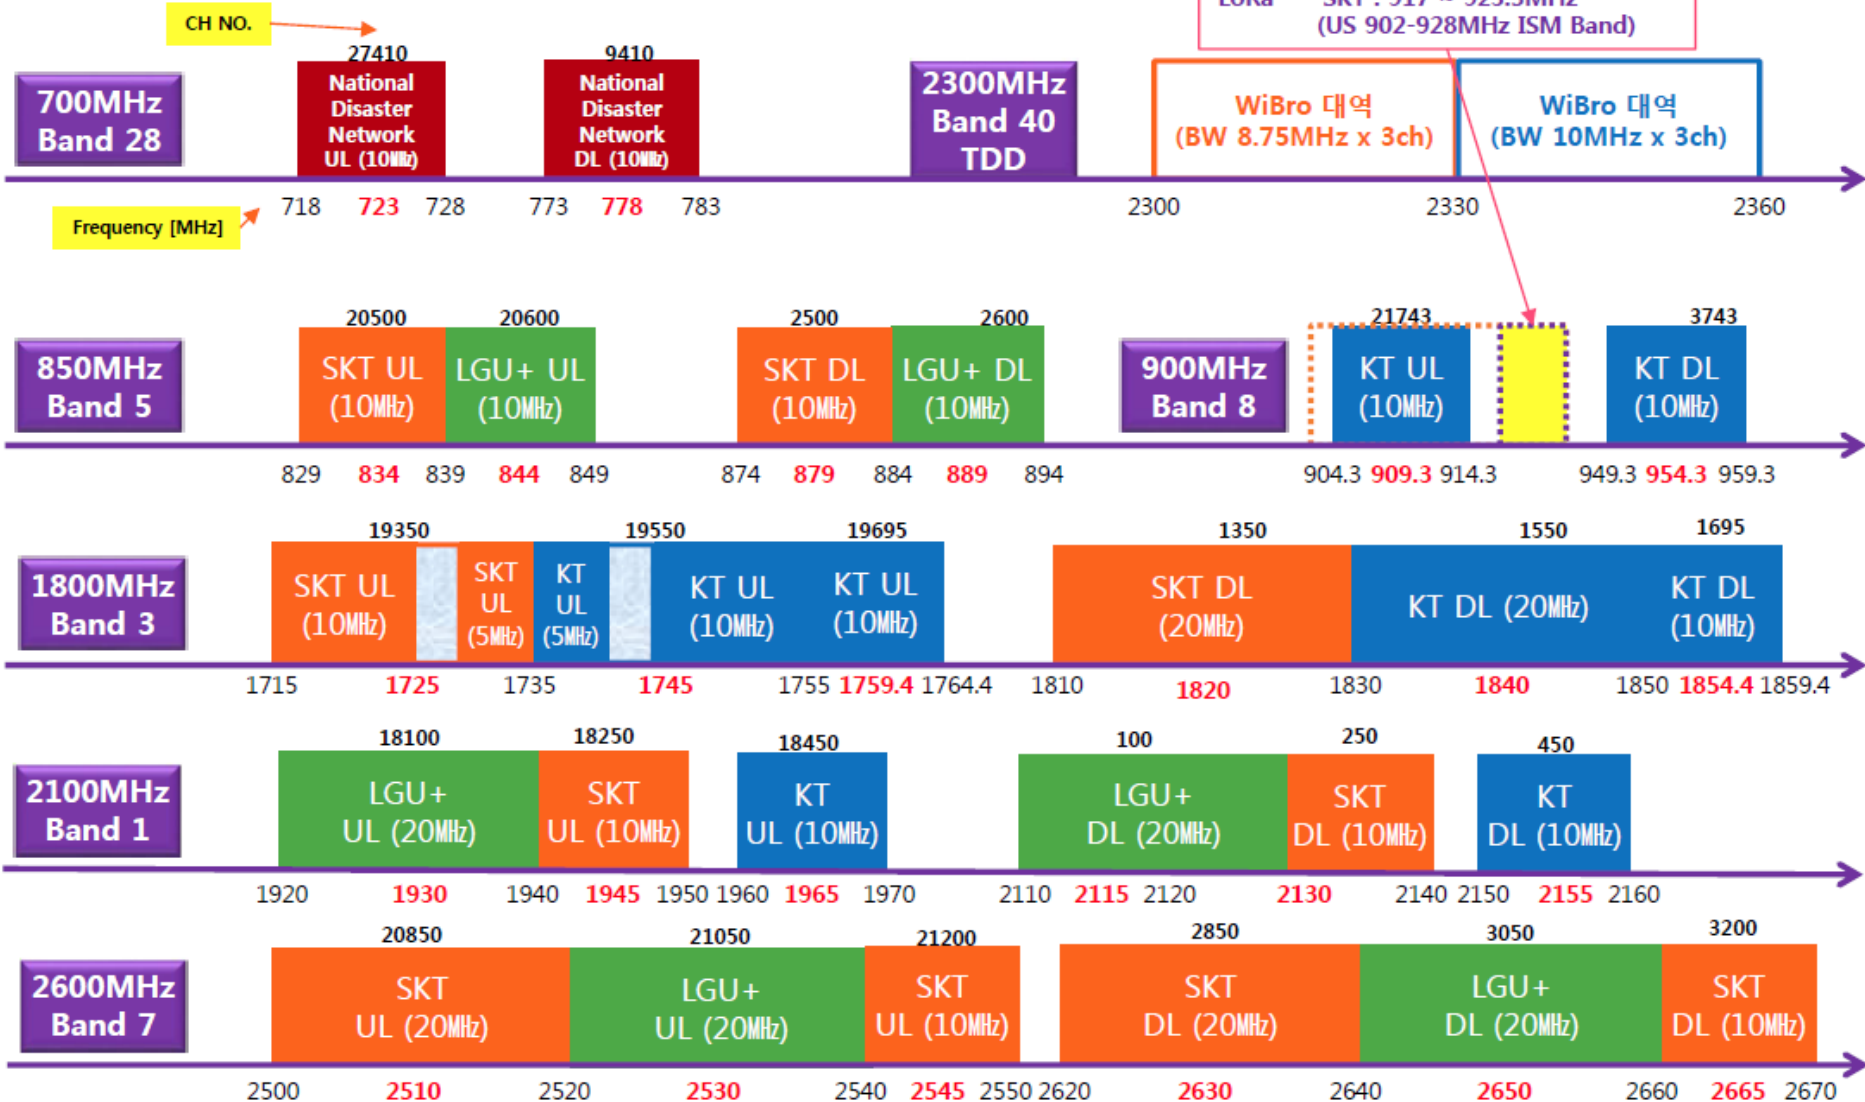 CH NO.
LoRa SKT : 917 ~ 923.5MHz
(US 902-928MHz ISM Band)
700MHz
Band 28
27410
National
Disaster
Network
UL (10MHz)
9410
National
Disaster
Network
DL (10MHz)
2300MHz
Band 40
TDD
WiBro 대역
(BW 8.75MHz x 3ch)
WiBro 대역
(BW 10MHz x 3ch)
718 723 728 773 778 783 2300 2330 2360
Frequency [MHz]
850MHz
Band 5
20500
SKT UL
(10MHz)
20600
LGU+ UL
(10MHz)
2500
SKT DL
(10MHz)
2600
LGU+ DL
(10MHz)
900MHz
Band 8
21743
KT UL
(10MHz)
3743
KT DL
(10MHz)
829 834 839 844 849 874 879 884 889 894 904.3 909.3 914.3 949.3 954.3 959.3
1800MHz
Band 3
19350
SKT UL
(10MHz)
SKT
UL
(5MHz)
KT
UL
(5MHz)
19550
KT UL
(10MHz)
19695
KT UL
(10MHz)
1350
SKT DL
(20MHz)
1550
KT DL (20MHz)
1695
KT DL
(10MHz)
1715 1725 1735 1745 1755 1759.4 1764.4 1810 1820 1830 1840 1850 1854.4 1859.4
2100MHz
Band 1
18100
LGU+
UL (20MHz)
18250
SKT
UL (10MHz)
18450
KT
UL (10MHz)
100
LGU+
DL (20MHz)
250
SKT
DL (10MHz)
450
KT
DL (10MHz)
1920 1930 1940 1945 1950 1960 1965 1970 2110 2115 2120 2130 2140 2150 2155 2160
2600MHz
Band 7
20850
SKT
UL (20MHz)
21050
LGU+
UL (20MHz)
21200
SKT
UL (10MHz)
2850
SKT
DL (20MHz)
3050
LGU+
DL (20MHz)
3200
SKT
DL (10MHz)
2500 2510 2520 2530 2540 2545 2550 2620 2630 2640 2650 2660 2665 2670